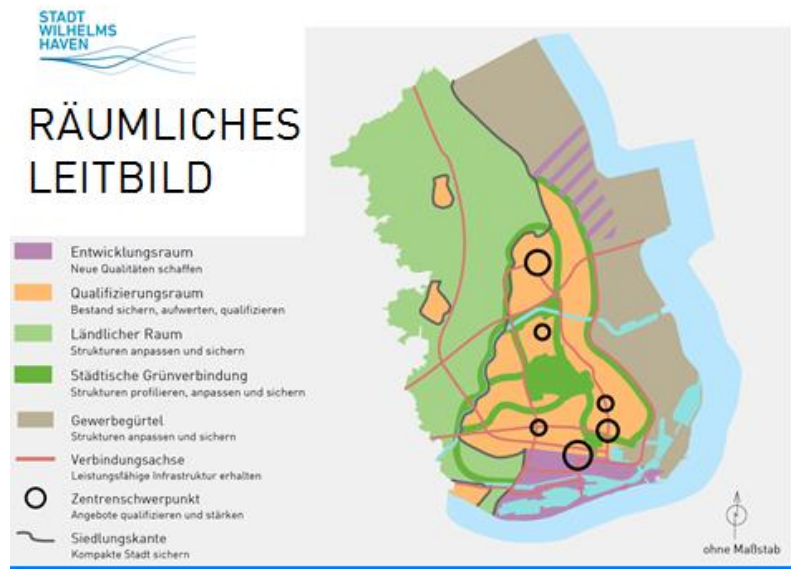 STADT
WILHELMS
HAVEN
RÄUMLICHES
LEITBILD
Entwicklungsraum
Neue Qualitäten schaffen
Qualifizierungsraum
Bestand sichern, aufwerten, qualifizieren
Ländlicher Raum
Strukturen anpassen und sichern
Städtische Grünverbindung
Strukturen profilieren, anpassen und sichern
Gewerbegürtel
Strukturen anpassen und sichern
Verbindungsachse
Leistungsfähige Infrastruktur erhalten
Zentrenschwerpunkt
Angebote qualifizieren und stärken
Siedlungskante
Kompakte Stadt sichern
ohne Maßstab